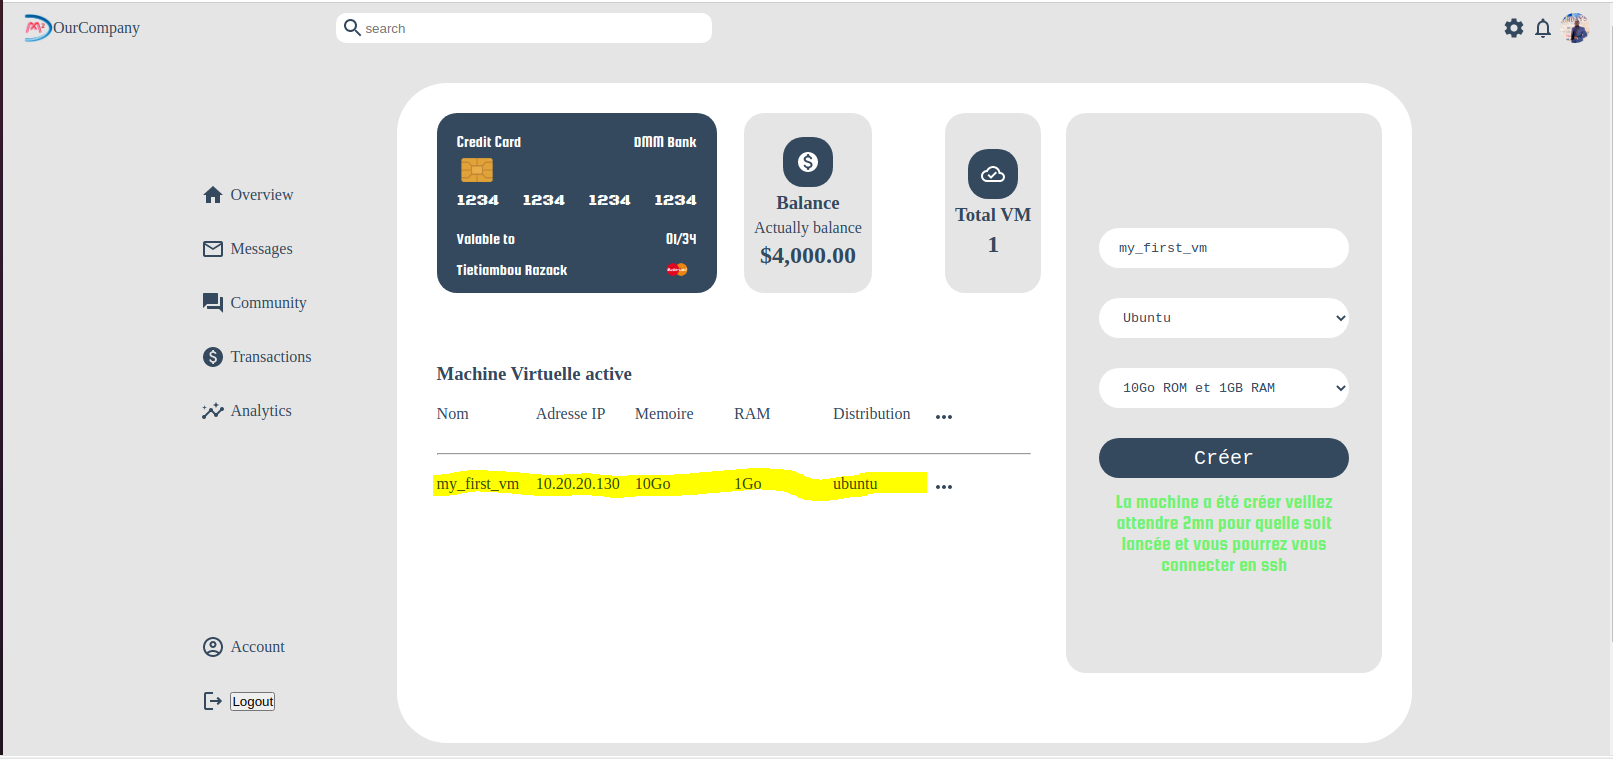 OurCompany
search
Overview
Messages
Community
Transactions
Analytics
Account
Logout
Credit Card DMM Bank
1234 1234 1234 1234
Valable to 01/34
Tietiambou Razack
Balance
Actually balance
$4,000.00
Total VM
1
Machine Virtuelle active
Nom Adresse IP Memoire RAM Distribution
my_first_vm 10.20.20.130 10Go 1Go ubuntu
my_first_vm
Ubuntu
10Go ROM et 1GB RAM
Créer
La machine a été créer veillez
attendre 2mn pour quelle soit
lancée et vous pourrez vous
connecter en ssh